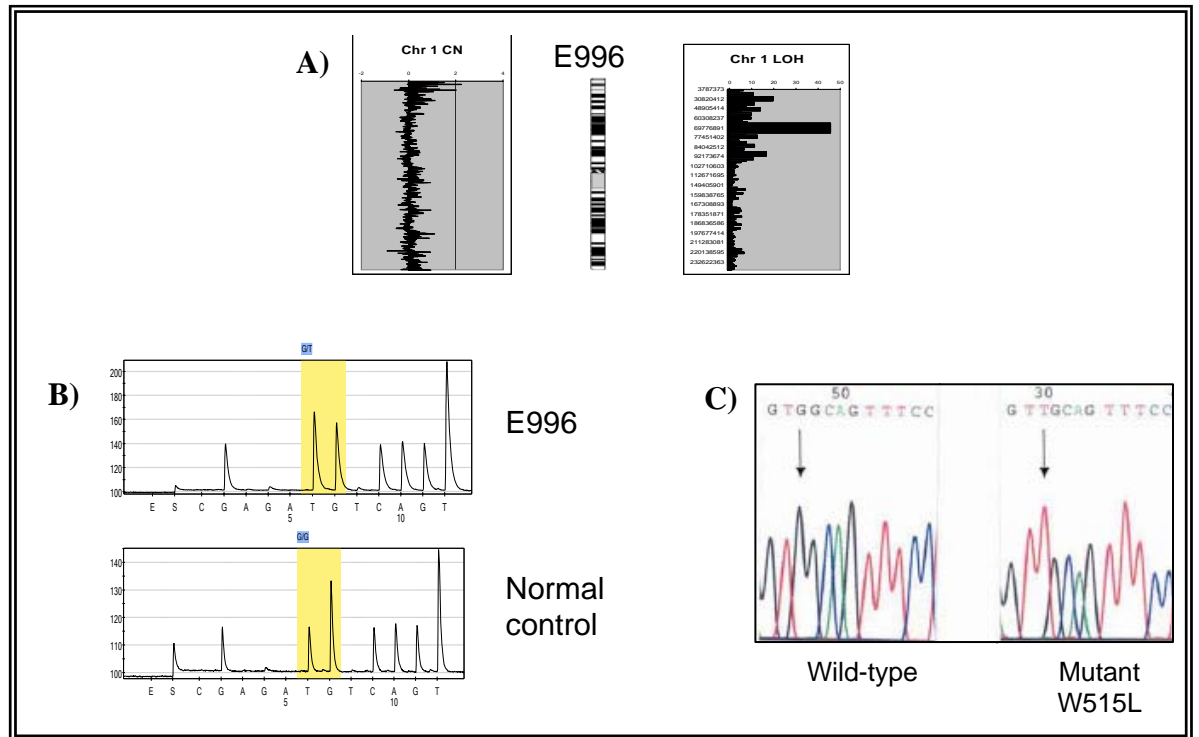 A)
Chr 1 CN
-2 0 2 4
E996
Chr 1 LOH
0 10 20 30 40 50
3787373
30820412
48905414
60308237
69776891
77451402
84042512
92173674
102710603
112671695
149405901
159838765
167308893
178351871
186836586
197677414
211283081
220138595
232622363
B)
G/T
200
180
160
140
120
100
E S C G A G A T G T C A G T
5 10
E996
G/G
140
130
120
110
100
E S C G A G A T G T C A G T
5 10
Normal
control
C)
50
G T G G C A G T T T C C
Wild-type
30
G T T G C A G T T T C C
Mutant
W515L